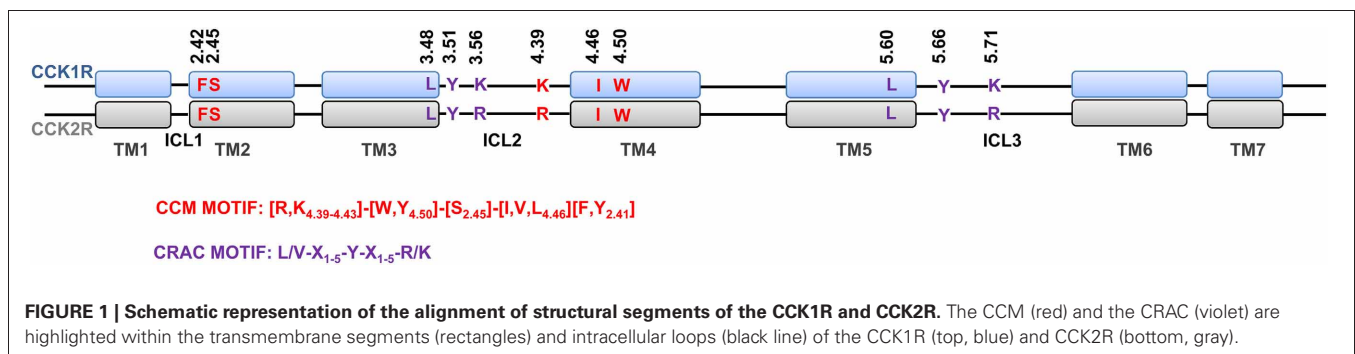 2.42 2.45 3.48 3.51 3.56 4.39 4.46 4.50 5.60 5.66 5.71
CCK1R FS L Y K K I W L Y K
CCK2R FS L Y R R I W L Y R
TM1 ICL1 TM2 TM3 ICL2 TM4 TM5 ICL3 TM6 TM7
CCM MOTIF: [R,K4.39-4.43]-[W,Y4.50]-[S2.45]-[I,V,L4.46][F,Y2.41]
CRAC MOTIF: L/V-X1-5-Y-X1-5-R/K
FIGURE 1 | Schematic representation of the alignment of structural segments of the CCK1R and CCK2R. The CCM (red) and the CRAC (violet) are
highlighted within the transmembrane segments (rectangles) and intracellular loops (black line) of the CCK1R (top, blue) and CCK2R (bottom, gray).